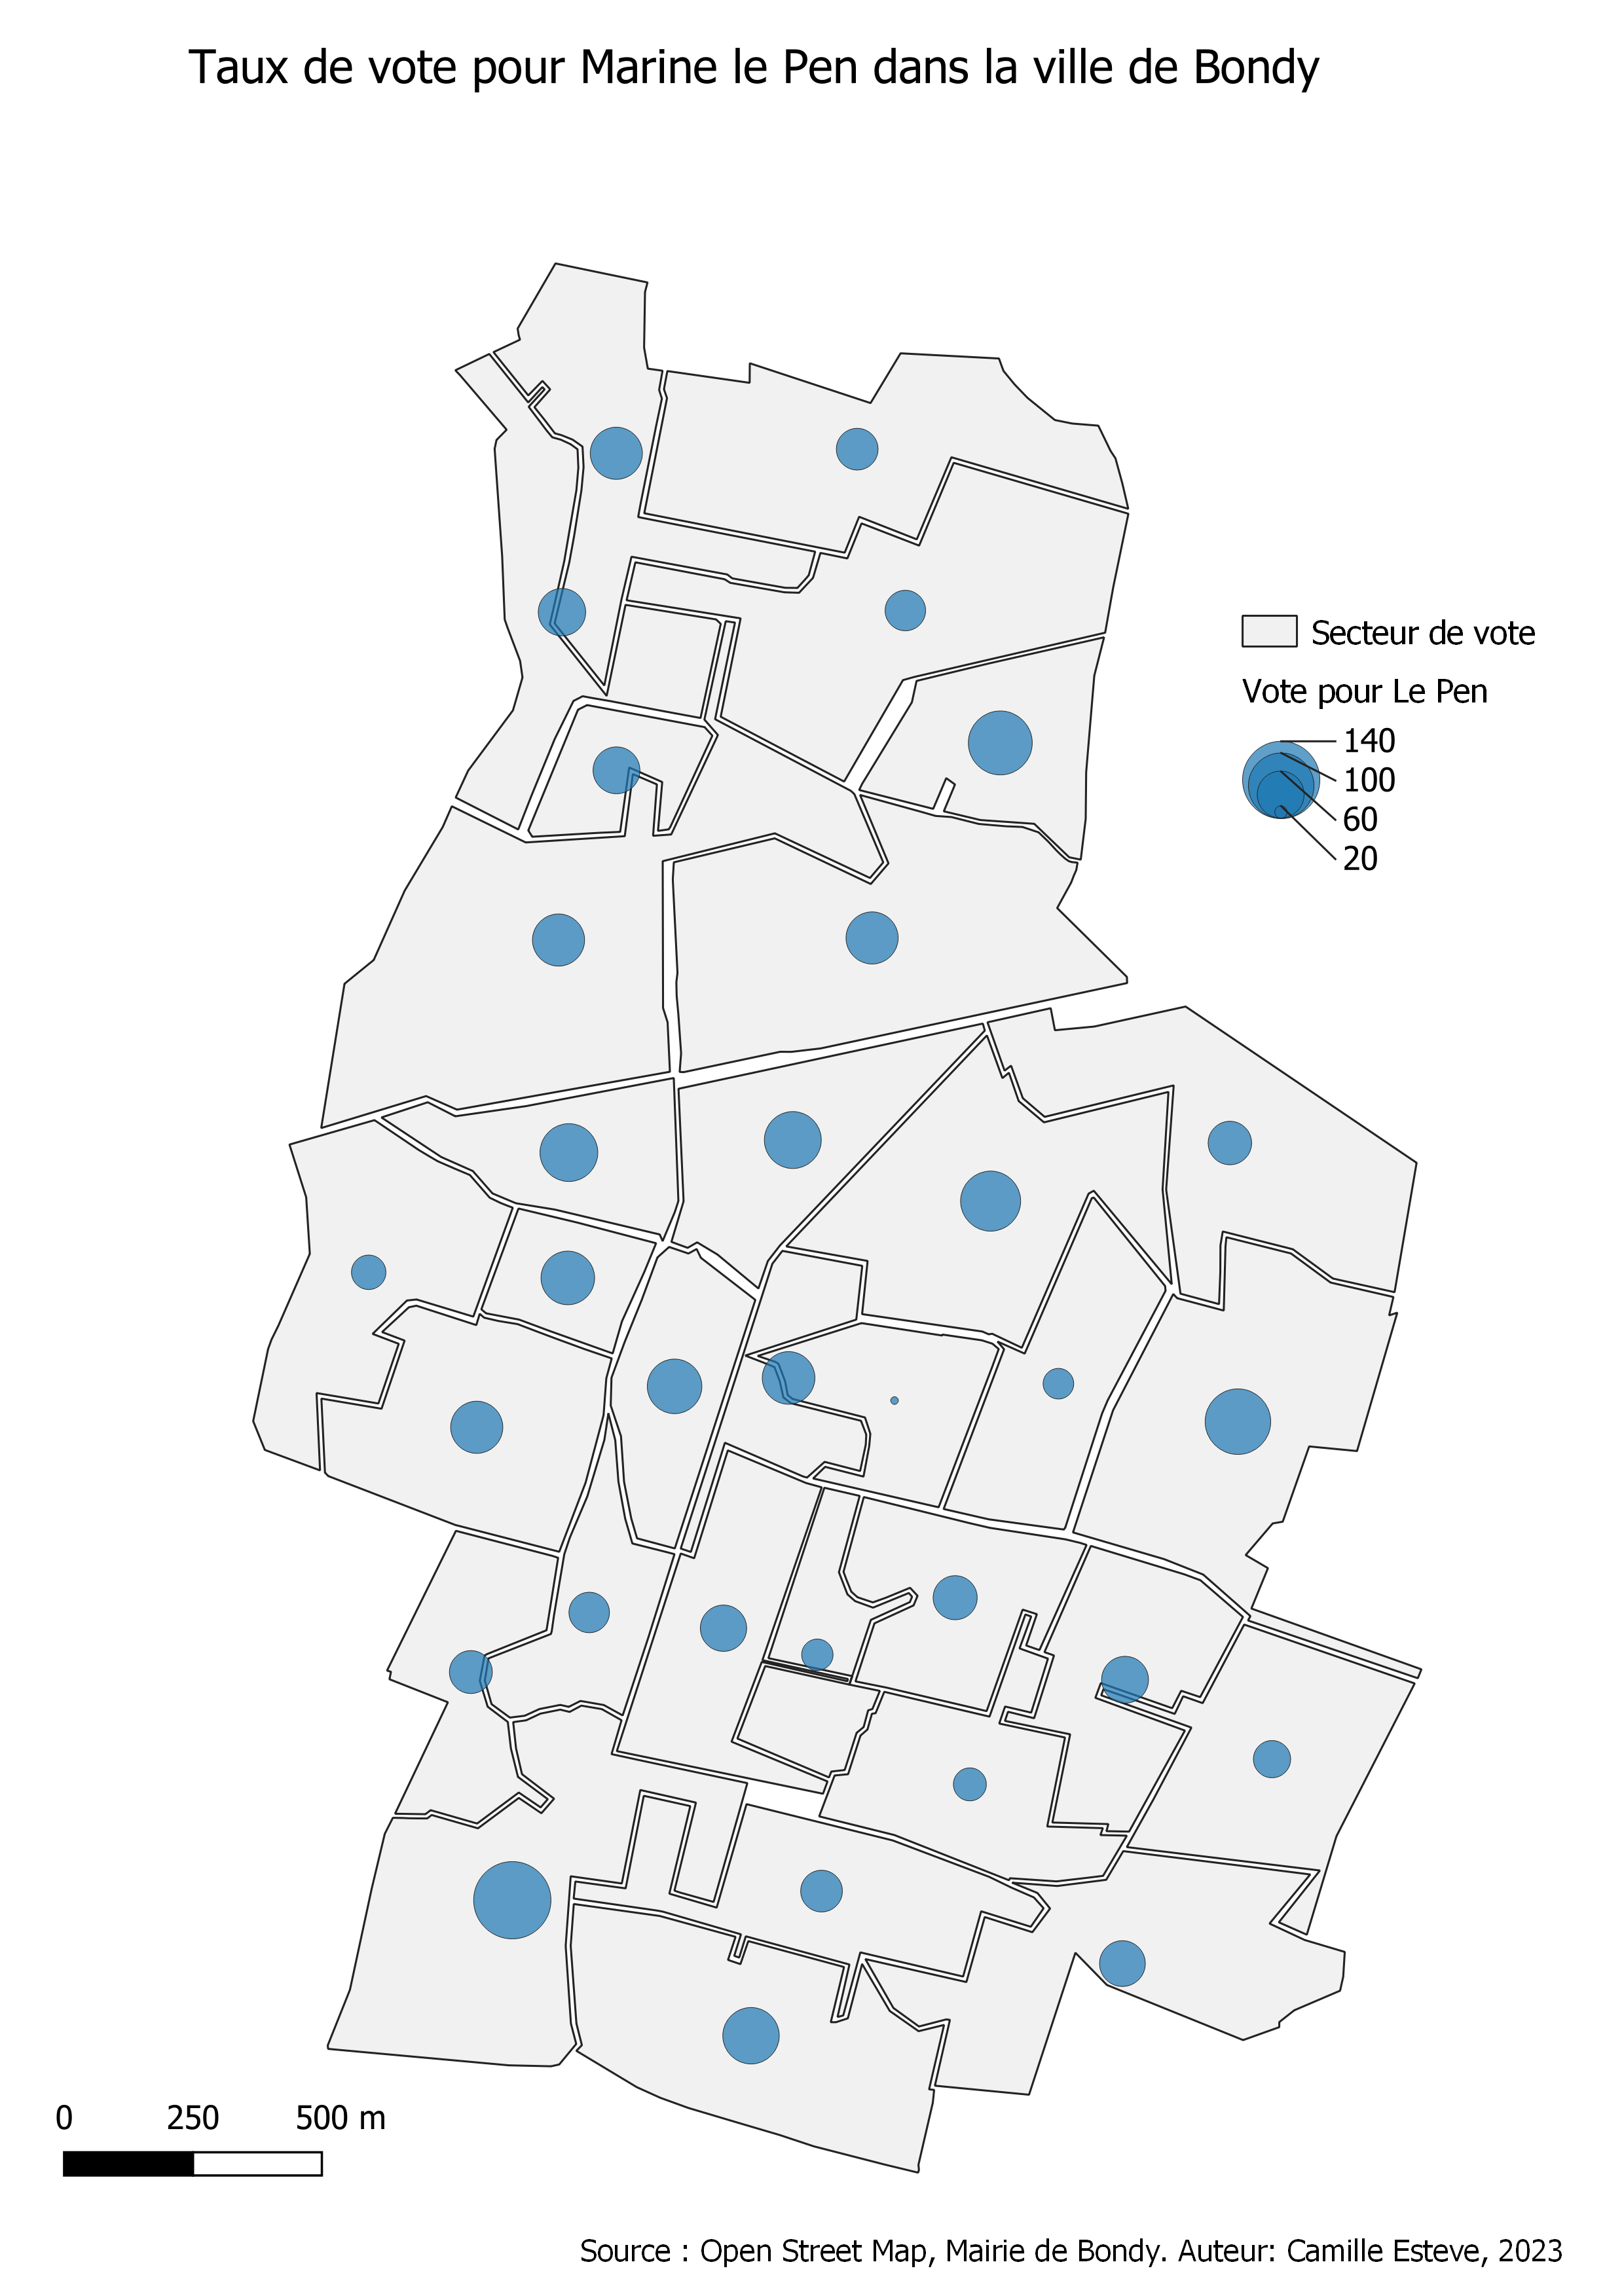 Taux de vote pour Marine le Pen dans la ville de Bondy
Secteur de vote
Vote pour Le Pen
140
100
60
20
0 250 500 m
Source : Open Street Map, Mairie de Bondy. Auteur: Camille Esteve, 2023